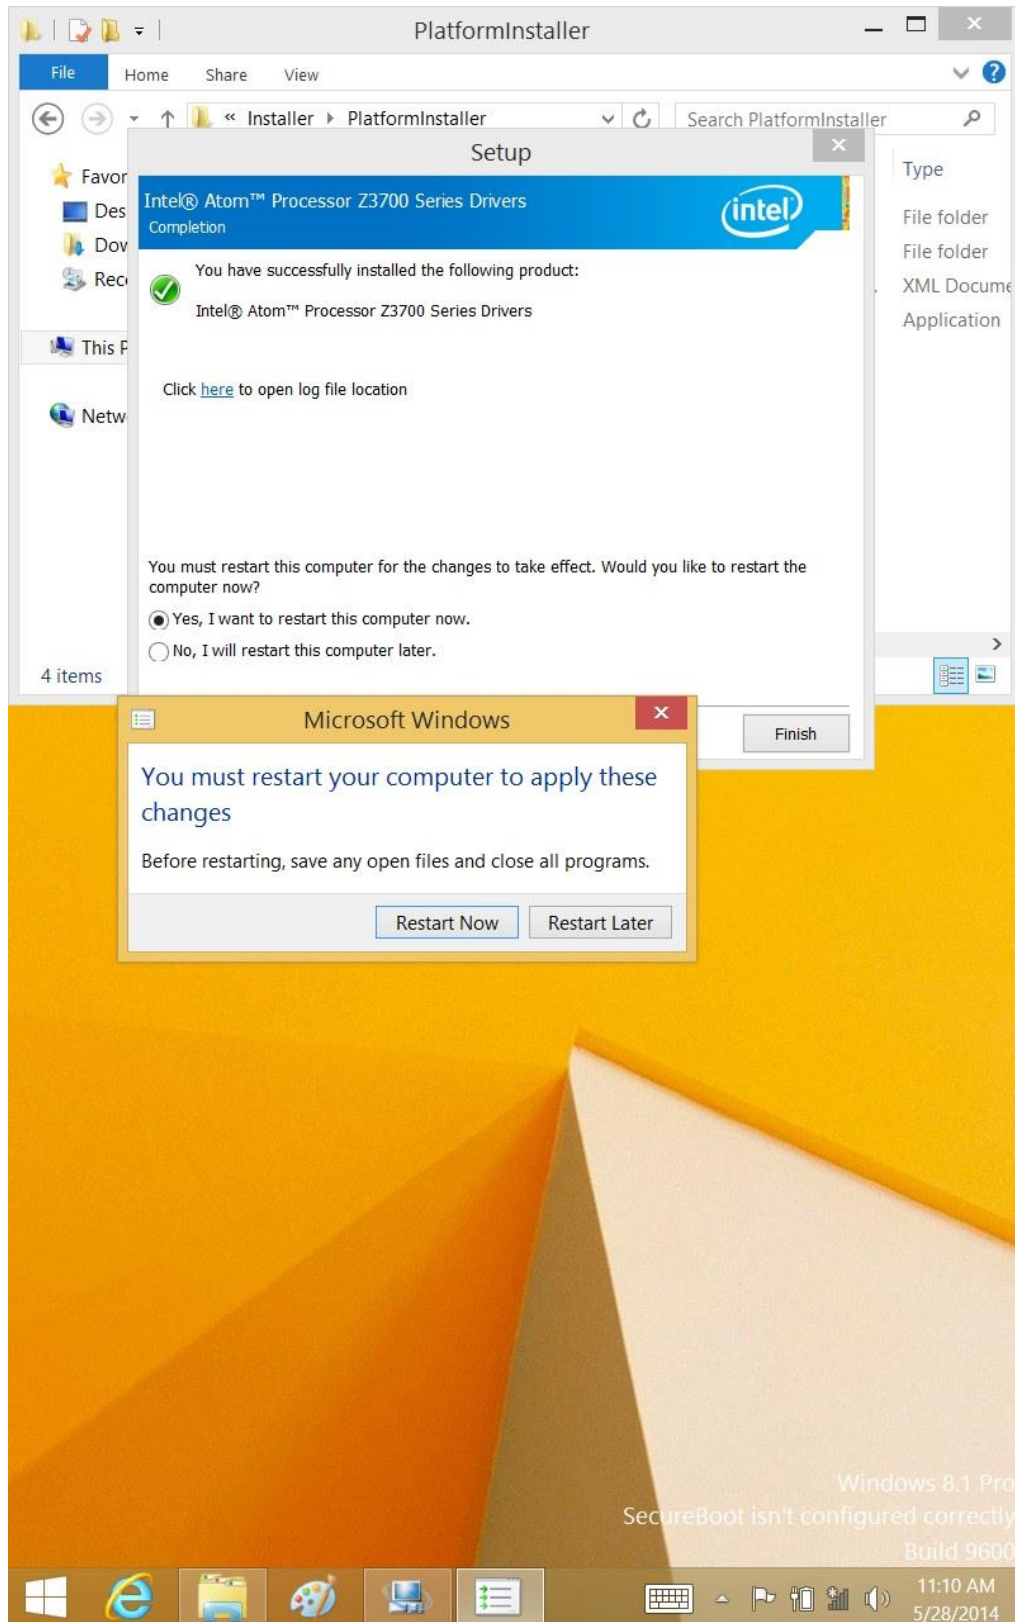 PlatformInstaller
File Home Share View
« Installer PlatformInstaller Search PlatformInstaller
Setup
Type
Favor
Intel® Atom™ Processor Z3700 Series Drivers
intel
Completion
Des
File folder
Dow
File folder
You have successfully installed the following product:
Rece
XML Docume
Intel® Atom™ Processor Z3700 Series Drivers
Application
This P
Click here to open log file location
Netw
You must restart this computer for the changes to take effect. Would you like to restart the
computer now?
Yes, I want to restart this computer now.
No, I will restart this computer later.
4 items
Microsoft Windows
Finish
You must restart your computer to apply these
changes
Before restarting, save any open files and close all programs.
Restart Now Restart Later
Windows 8.1 Pro
SecureBoot isn't configured correctly
Build 9600
11:10 AM
5/28/2014